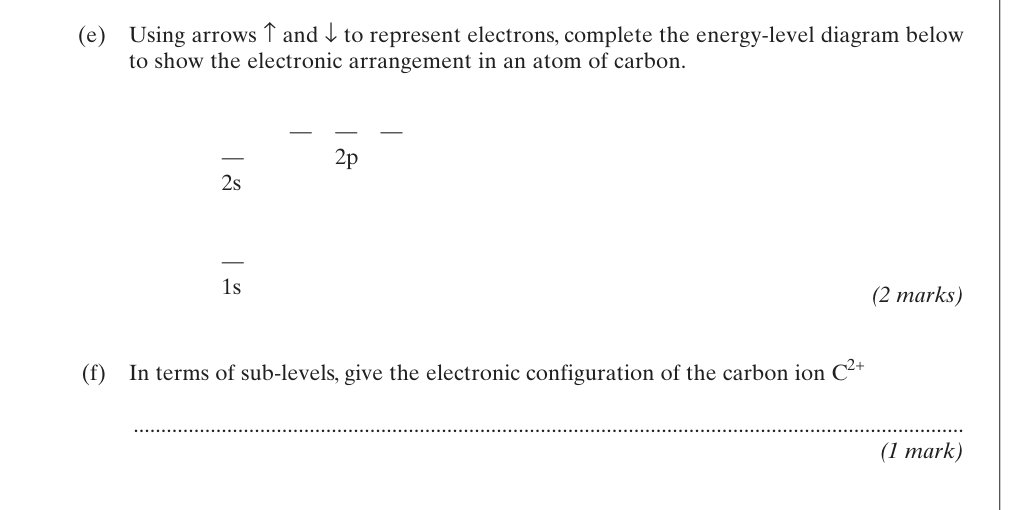 (e) Using arrows ↑ and ↓ to represent electrons, complete the energy-level diagram below
to show the electronic arrangement in an atom of carbon.
2p
2s
1s
(2 marks)
(f) In terms of sub-levels, give the electronic configuration of the carbon ion C²⁺
(1 mark)